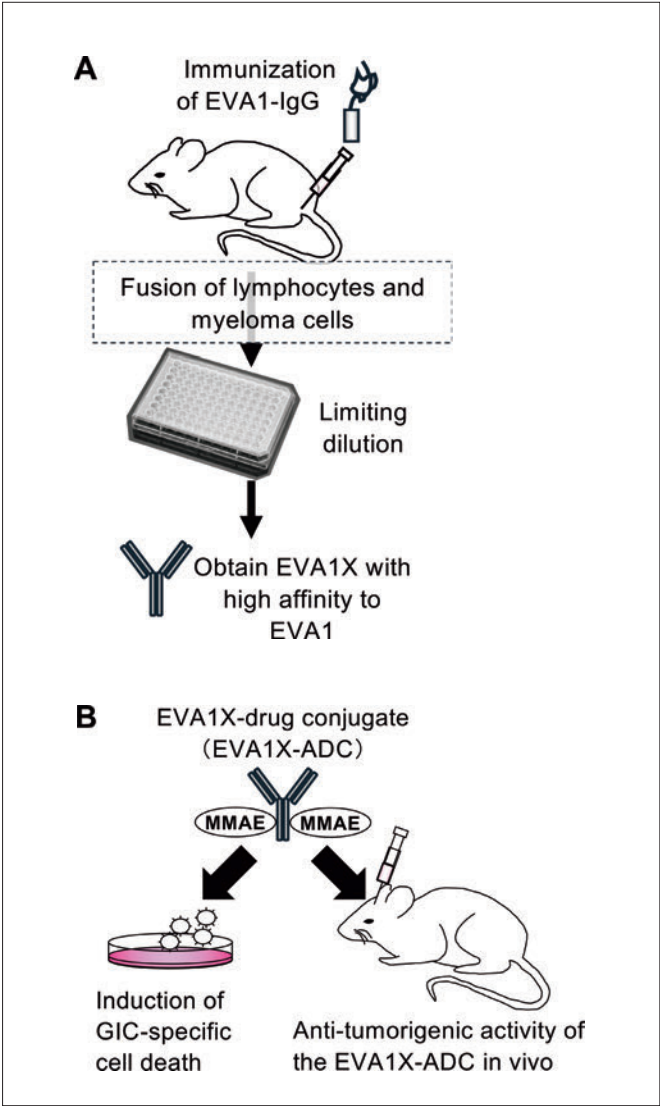 A
Immunization
of EVA1-IgG
Fusion of lymphocytes and
myeloma cells
Limiting
dilution
Obtain EVA1X with
high affinity to
EVA1
B
EVA1X-drug conjugate
（EVA1X-ADC）
MMAE MMAE
Induction of
GIC-specific
cell death
Anti-tumorigenic activity of
the EVA1X-ADC in vivo